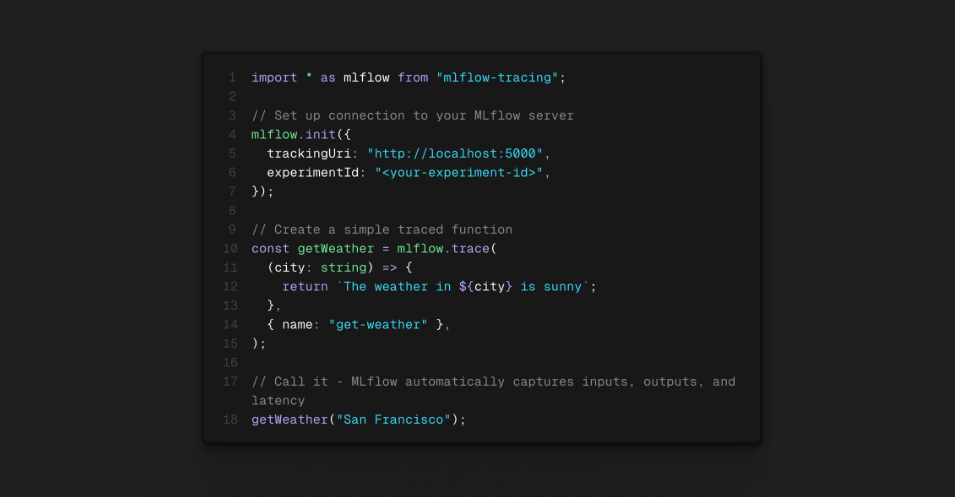 1 import * as mlflow from "mlflow-tracing";
2
3 // Set up connection to your MLflow server
4 mlflow.init({
5   trackingUri: "http://localhost:5000",
6   experimentId: "<your-experiment-id>",
7 });
8
9 // Create a simple traced function
10 const getWeather = mlflow.trace(
11   (city: string) => {
12     return `The weather in ${city} is sunny`;
13   },
14   { name: "get-weather" },
15 );
16
17 // Call it - MLflow automatically captures inputs, outputs, and
latency
18 getWeather("San Francisco");